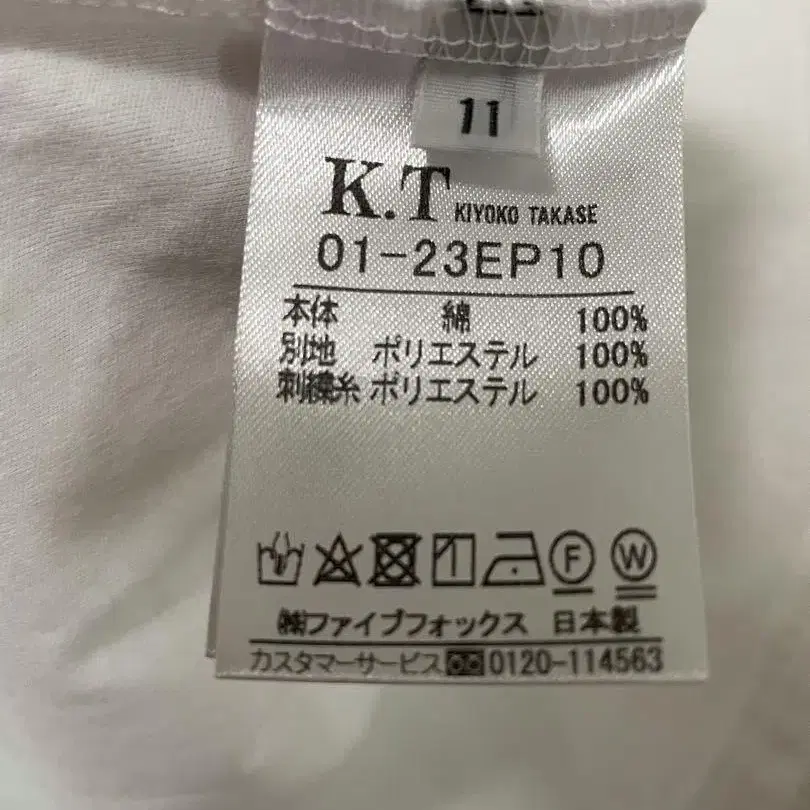 11
K.T KIYOKO TAKASE
01-23EP10
本体 綿 100%
別地 ポリエステル 100%
刺繍糸 ポリエステル 100%
F W
㈱ファイブフォックス 日本製
カスタマーサービス 0120-114563